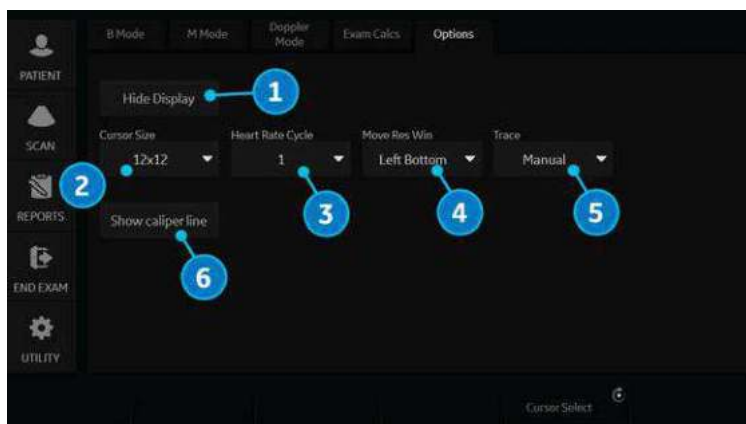 B Mode
M Mode
Doppler
Mode
Exam Calcs
Options
PATIENT
SCAN
REPORTS
END EXAM
UTILITY
Hide Display
1
Cursor Size
Heart Rate Cycle
Move Res Win
Trace
12x12
1
Left Bottom
Manual
2
3
4
5
Show caliper line
6
Cursor Select